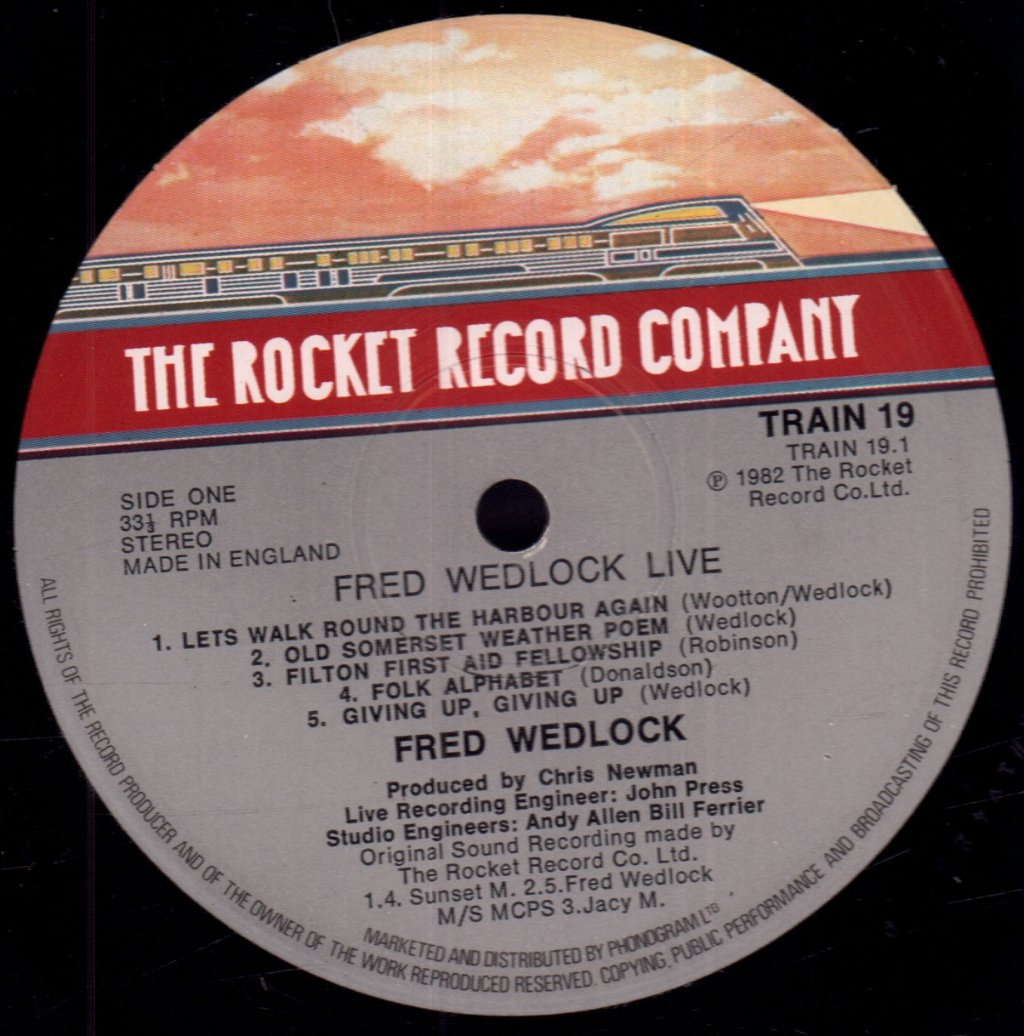 THE ROCKET RECORD COMPANY
TRAIN 19
TRAIN 19.1
℗ 1982 The Rocket
Record Co.Ltd.
SIDE ONE
33⅓ RPM
STEREO
MADE IN ENGLAND
FRED WEDLOCK LIVE
1. LETS WALK ROUND THE HARBOUR AGAIN (Wootton/Wedlock)
2. OLD SOMERSET WEATHER POEM (Wedlock)
3. FILTON FIRST AID FELLOWSHIP (Robinson)
4. FOLK ALPHABET (Donaldson)
5. GIVING UP, GIVING UP (Wedlock)
FRED WEDLOCK
Produced by Chris Newman
Live Recording Engineer: John Press
Studio Engineers: Andy Allen Bill Ferrier
Original Sound Recording made by
The Rocket Record Co. Ltd.
1.4. Sunset M. 2.5.Fred Wedlock
M/S MCPS 3.Jacy M.
MARKETED AND DISTRIBUTED BY PHONOGRAM LTD
ALL RIGHTS OF THE RECORD PRODUCER AND OF THE OWNER OF THE WORK REPRODUCED RESERVED. COPYING, PUBLIC PERFORMANCE AND BROADCASTING OF THIS RECORD PROHIBITED